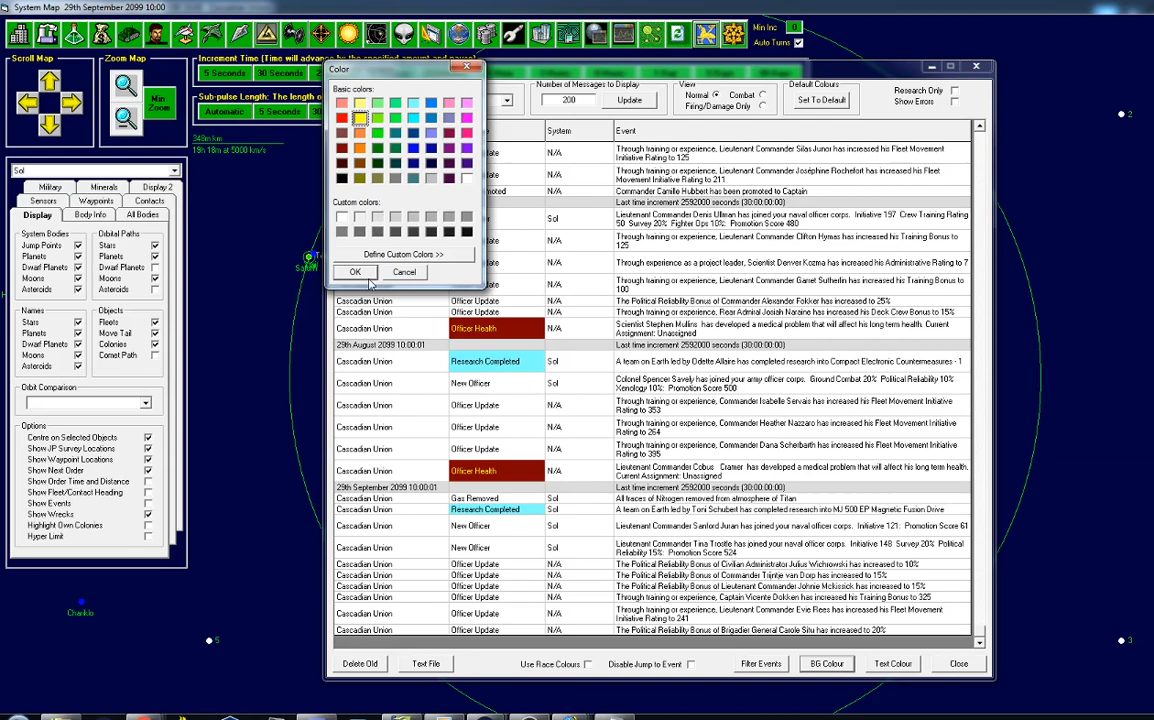 System Map 29th September 2099 10:00
Min Inc 0
Auto Turns
Scroll Map
Zoom Map
Min Zoom
5 Seconds 30 Seconds
Sub-pulse Length: The length o
Automatic 5 Seconds
348m km
19h 18m at 5000 km/s
Sol
Military Minerals Display 2
Sensors Waypoints Contacts
Display Body Info All Bodies
System Bodies
Jump Points
Planets
Dwarf Planets
Moons
Asteroids
Orbital Paths
Stars
Planets
Dwarf Planets
Moons
Asteroids
Names
Stars
Planets
Dwarf Planets
Moons
Asteroids
Objects
Fleets
Move Tail
Colonies
Comet Path
Orbit Comparison
Options
Centre on Selected Objects
Show JP Survey Locations
Show Waypoint Locations
Show Next Order
Show Order Time and Distance
Show Fleet/Contact Heading
Show Events
Show Wrecks
Highlight Own Colonies
Hyper Limit
Chariklo
5
2
3
Color
Basic colors:
Custom colors:
Define Custom Colors >>
OK Cancel
Number of Messages to Display
200 Update
View
Normal Combat
Firing/Damage Only
Default Colours
Set To Default
Research Only
Show Errors
System Event
N/A Through training or experience, Lieutenant Commander Silas Junor has increased his Fleet Movement Initiative Rating to 125
N/A Through training or experience, Lieutenant Commander Joséphine Rochefort has increased her Fleet Movement Initiative Rating to 211
N/A Commander Camille Hubbert has been promoted to Captain
Last time increment 2592000 seconds (30:00:00:00)
Sol Lieutenant Commander Denis Ullman has joined your naval officer corps. Initiative 197 Crew Training Rating 50 Survey 20% Fighter Ops 10%: Promotion Score 480
N/A Through training or experience, Lieutenant Commander Clifton Hymas has increased his Training Bonus to 125
N/A Through experience as a project leader, Scientist Denver Kozma has increased his Administrative Rating to 7
N/A Through training or experience, Lieutenant Commander Garret Sutherlin has increased his Training Bonus to 100
Cascadian Union Officer Update N/A The Political Reliability Bonus of Commander Alexander Fokker has increased to 25%
Cascadian Union Officer Update N/A Through training or experience, Rear Admiral Josiah Naraine has increased his Deck Crew Bonus to 15%
Cascadian Union Officer Health N/A Scientist Stephen Mullins has developed a medical problem that will affect his long term health. Current Assignment: Unassigned
29th August 2099 10:00:01 Last time increment 2592000 seconds (30:00:00:00)
Cascadian Union Research Completed Sol A team on Earth led by Odette Allaire has completed research into Compact Electronic Countermeasures - 1
Cascadian Union New Officer Sol Colonel Spencer Savely has joined your army officer corps. Ground Combat 20% Political Reliability 10% Xenology 10%: Promotion Score 500
Cascadian Union Officer Update N/A Through training or experience, Commander Isabelle Servais has increased her Fleet Movement Initiative Rating to 353
Cascadian Union Officer Update N/A Through training or experience, Commander Heather Nazzaro has increased her Fleet Movement Initiative Rating to 264
Cascadian Union Officer Update N/A Through training or experience, Commander Dana Scherbarth has increased his Fleet Movement Initiative Rating to 395
Cascadian Union Officer Health N/A Lieutenant Commander Cobus Cramer has developed a medical problem that will affect his long term health. Current Assignment: Unassigned
29th September 2099 10:00:01 Last time increment 2592000 seconds (30:00:00:00)
Cascadian Union Gas Removed Sol All traces of Nitrogen removed from atmosphere of Titan
Cascadian Union Research Completed Sol A team on Earth led by Toni Schubert has completed research into MJ 500 EP Magnetic Fusion Drive
Cascadian Union New Officer Sol Lieutenant Commander Sanford Juran has joined your naval officer corps. Initiative 121: Promotion Score 61
Cascadian Union New Officer Sol Lieutenant Commander Tina Trostle has joined your naval officer corps. Initiative 148 Survey 20% Political Reliability 15%: Promotion Score 524
Cascadian Union Officer Update N/A The Political Reliability Bonus of Civilian Administrator Julius Wichrowski has increased to 10%
Cascadian Union Officer Update N/A The Political Reliability Bonus of Commander Trijntje van Dorp has increased to 15%
Cascadian Union Officer Update N/A The Political Reliability Bonus of Lieutenant Commander Johnie Mckissick has increased to 15%
Cascadian Union Officer Update N/A Through training or experience, Captain Vicente Dokken has increased his Training Bonus to 325
Cascadian Union Officer Update N/A Through training or experience, Lieutenant Commander Evie Rees has increased her Fleet Movement Initiative Rating to 241
Cascadian Union Officer Update N/A The Political Reliability Bonus of Brigadier General Carole Situ has increased to 20%
Delete Old Text File Use Race Colours Disable Jump to Event Filter Events BG Colour Text Colour Close